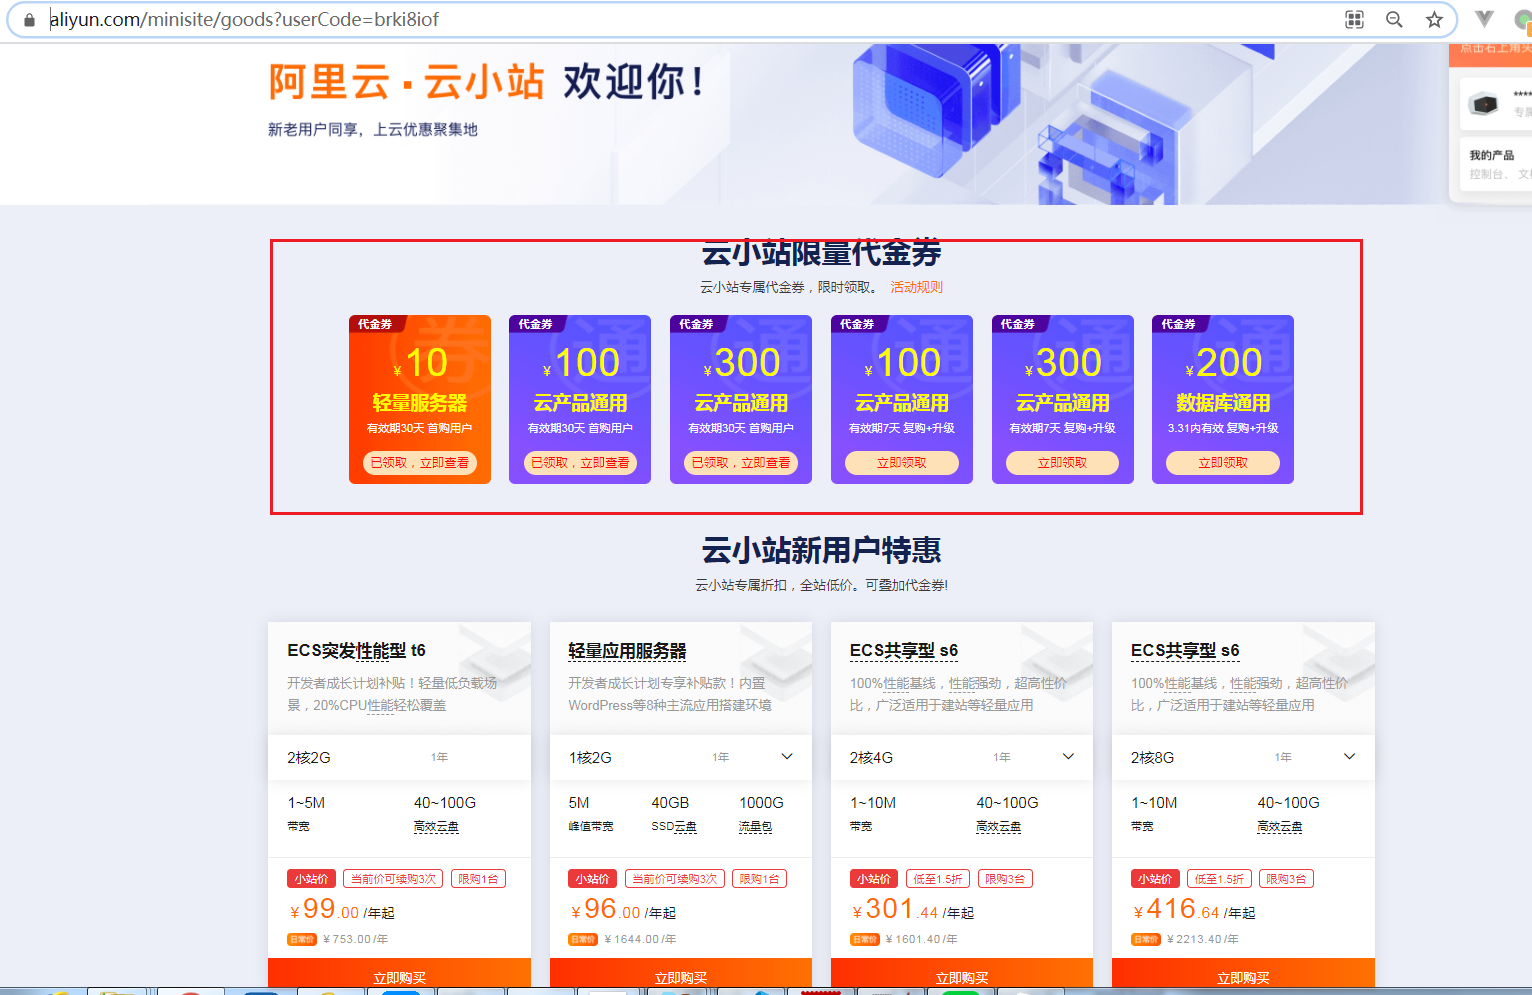 aliyun.com/minisite/goods?userCode=brki8iof
点击右上角头
阿里云·云小站 欢迎你！
新老用户同享，上云优惠聚集地
****
专属
我的产品
控制台、 文档
云小站限量代金券
云小站专属代金券，限时领取。 活动规则
代金券 代金券 代金券 代金券 代金券 代金券
¥10 ¥100 ¥300 ¥100 ¥300 ¥200
轻量服务器 云产品通用 云产品通用 云产品通用 云产品通用 数据库通用
有效期30天 首购用户 有效期30天 首购用户 有效期30天 首购用户 有效期7天 复购+升级 有效期7天 复购+升级 3.31内有效 复购+升级
已领取，立即查看 已领取，立即查看 已领取，立即查看 立即领取 立即领取 立即领取
云小站新用户特惠
云小站专属折扣，全站低价。可叠加代金券!
ECS突发性能型 t6
开发者成长计划补贴！轻量低负载场
景，20%CPU性能轻松覆盖
2核2G 1年
1~5M 40~100G
带宽 高效云盘
小站价 当前价可续购3次 限购1台
¥99.00 /年起
日常价 ¥753.00/年
立即购买
轻量应用服务器
开发者成长计划专享补贴款！内置
WordPress等8种主流应用搭建环境
1核2G 1年
5M 40GB 1000G
峰值带宽 SSD云盘 流量包
小站价 当前价可续购3次 限购1台
¥96.00 /年起
日常价 ¥1644.00/年
立即购买
ECS共享型 s6
100%性能基线，性能强劲，超高性价
比，广泛适用于建站等轻量应用
2核4G 1年
1~10M 40~100G
带宽 高效云盘
小站价 低至1.5折 限购3台
¥301.44 /年起
日常价 ¥1601.40/年
立即购买
ECS共享型 s6
100%性能基线，性能强劲，超高性价
比，广泛适用于建站等轻量应用
2核8G 1年
1~10M 40~100G
带宽 高效云盘
小站价 低至1.5折 限购3台
¥416.64 /年起
日常价 ¥2213.40/年
立即购买